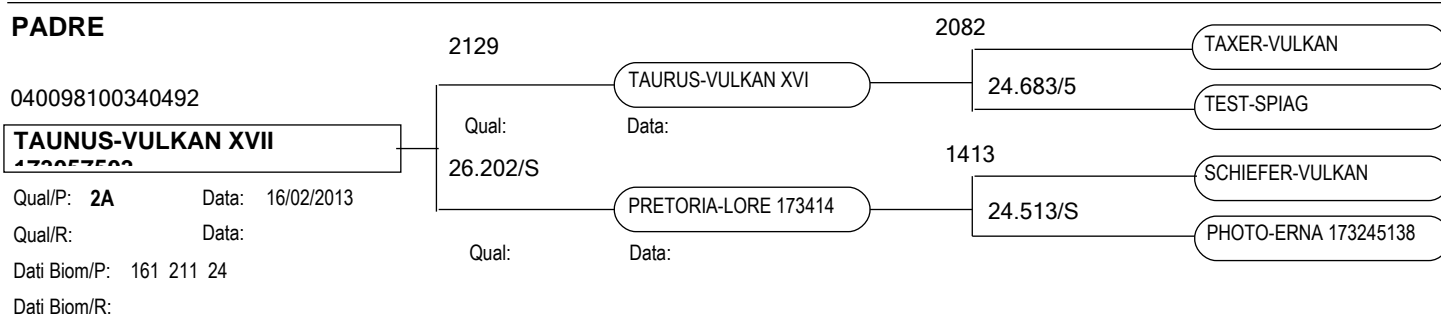 PADRE
040098100340492
TAUNUS-VULKAN XVII
Qual/P: 2A Data: 16/02/2013
Qual/R: Data:
Dati Biom/P: 161 211 24
Dati Biom/R:
2129
TAURUS-VULKAN XVI
Qual: Data:
26.202/S
PRETORIA-LORE 173414
Qual: Data:
2082
TAXER-VULKAN
24.683/5
TEST-SPIAG
1413
SCHIEFER-VULKAN
24.513/S
PHOTO-ERNA 173245138